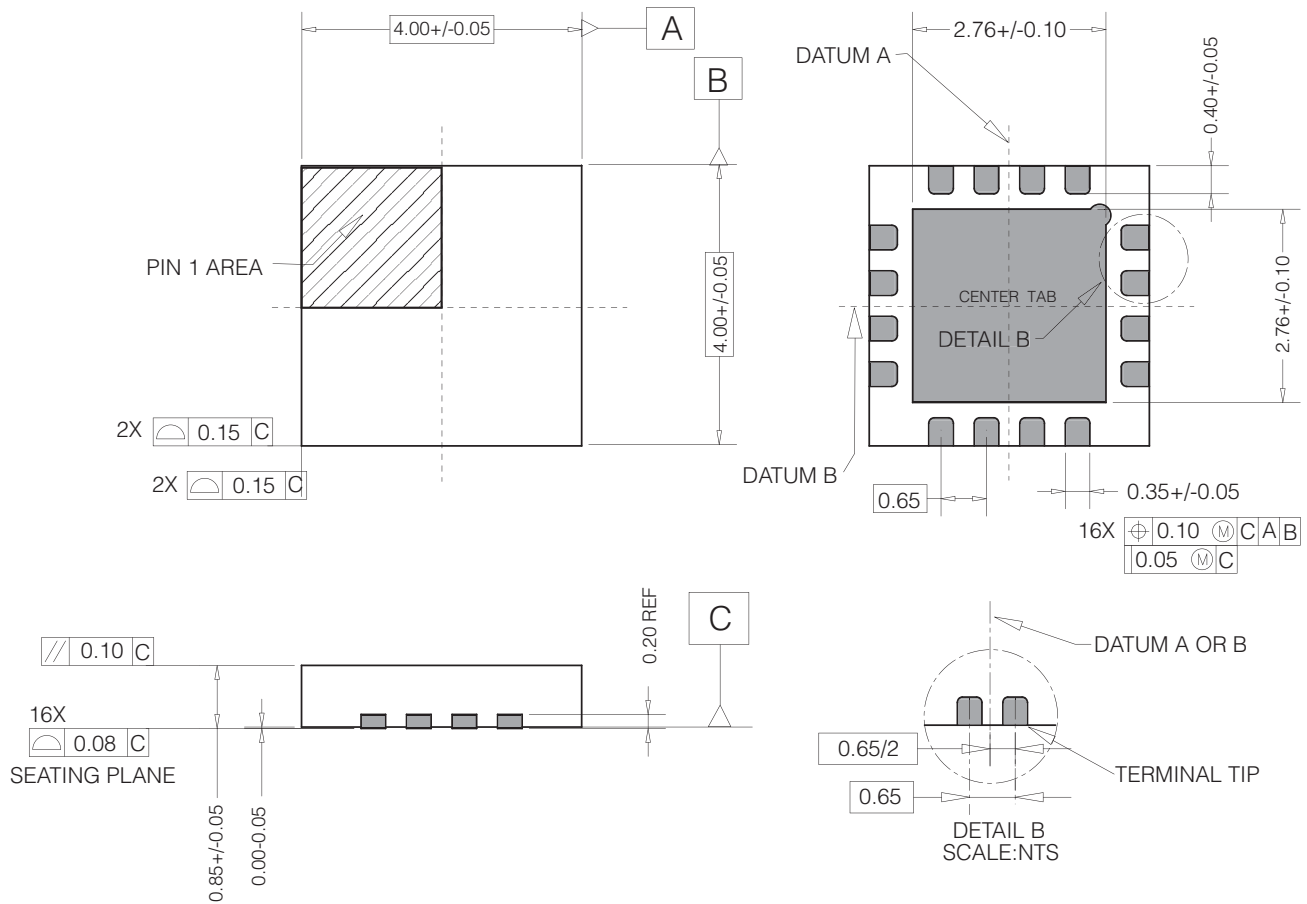 4.00+/-0.05
A
B
PIN 1 AREA
4.00+/-0.05
2X 0.15 C
2X 0.15 C
2.76+/-0.10
DATUM A
0.40+/-0.05
CENTER TAB
DETAIL B
2.76+/-0.10
DATUM B
0.65
0.35+/-0.05
16X ⌖ 0.10 Ⓜ C A B
0.05 Ⓜ C
// 0.10 C
0.20 REF
C
16X
⌓ 0.08 C
SEATING PLANE
0.85+/-0.05
0.00-0.05
DATUM A OR B
0.65/2
TERMINAL TIP
0.65
DETAIL B
SCALE:NTS